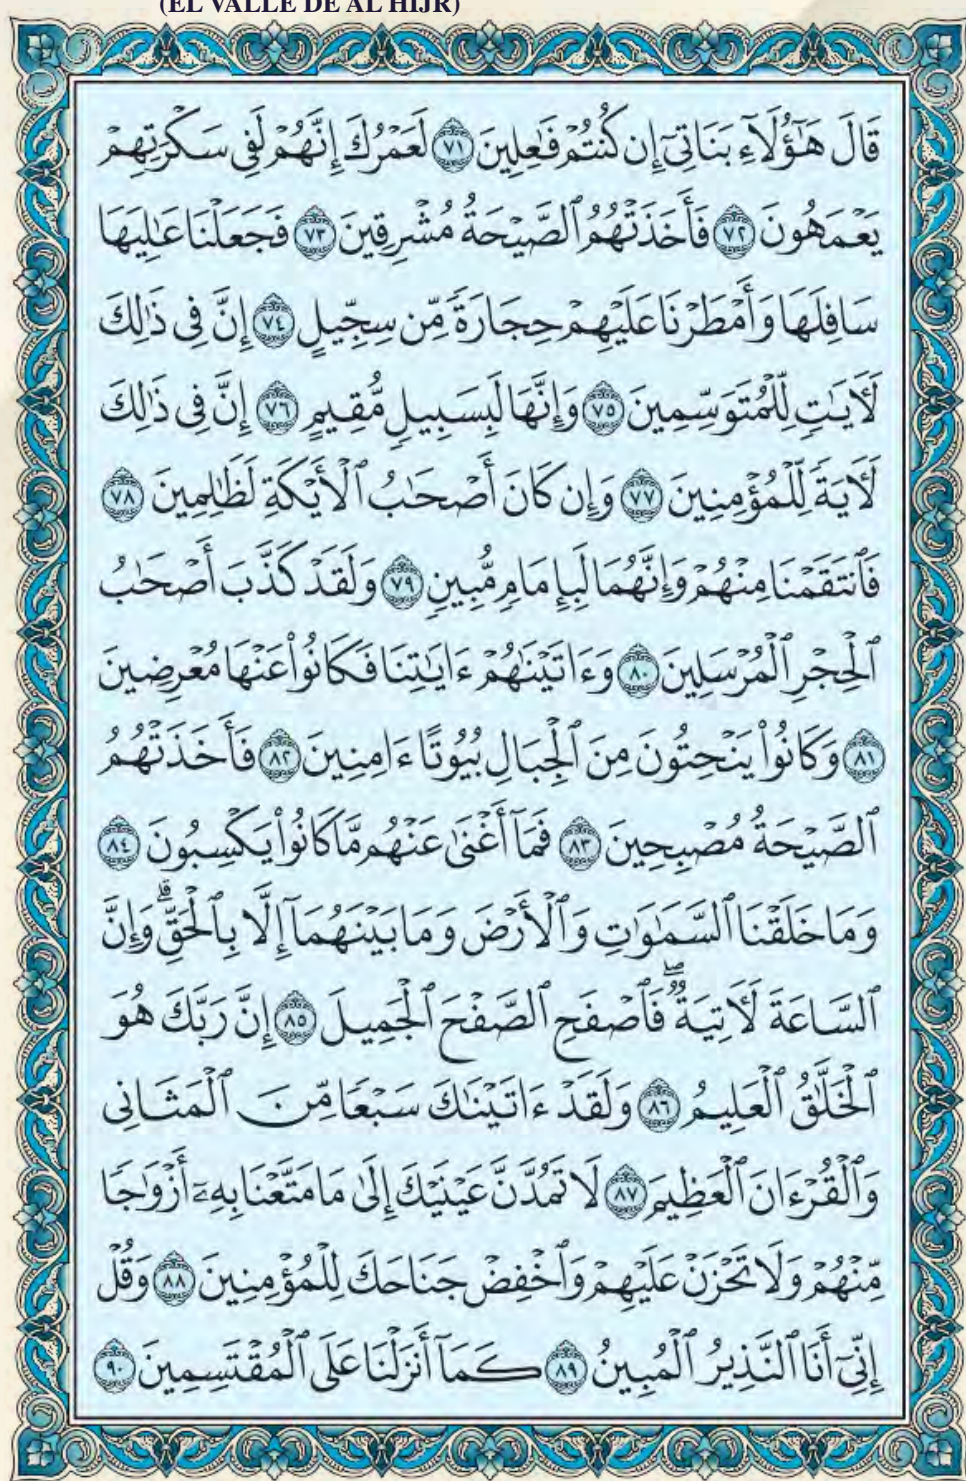 (EL VALLE DE AL HIJR)
قَالَ هَٰٓؤُلَآءِ بَنَاتِيٓ إِن كُنتُمْ فَٰعِلِينَ ٧١ لَعَمْرُكَ إِنَّهُمْ لَفِي سَكْرَتِهِمْ
يَعْمَهُونَ ٧٢ فَأَخَذَتْهُمُ ٱلصَّيْحَةُ مُشْرِقِينَ ٧٣ فَجَعَلْنَا عَٰلِيَهَا
سَافِلَهَا وَأَمْطَرْنَا عَلَيْهِمْ حِجَارَةً مِّن سِجِّيلٍ ٧٤ إِنَّ فِي ذَٰلِكَ
لَأٓيَٰتٍ لِّلْمُتَوَسِّمِينَ ٧٥ وَإِنَّهَا لَبِسَبِيلٍ مُّقِيمٍ ٧٦ إِنَّ فِي ذَٰلِكَ
لَأٓيَةً لِّلْمُؤْمِنِينَ ٧٧ وَإِن كَانَ أَصْحَٰبُ ٱلْأَيْكَةِ لَظَٰلِمِينَ ٧٨
فَٱنتَقَمْنَا مِنْهُمْ وَإِنَّهُمَا لَبِإِمَامٍ مُّبِينٍ ٧٩ وَلَقَدْ كَذَّبَ أَصْحَٰبُ
ٱلْحِجْرِ ٱلْمُرْسَلِينَ ٨٠ وَءَاتَيْنَٰهُمْ ءَايَٰتِنَا فَكَانُوا۟ عَنْهَا مُعْرِضِينَ
٨١ وَكَانُوا۟ يَنْحِتُونَ مِنَ ٱلْجِبَالِ بُيُوتًا ءَامِنِينَ ٨٢ فَأَخَذَتْهُمُ
ٱلصَّيْحَةُ مُصْبِحِينَ ٨٣ فَمَآ أَغْنَىٰ عَنْهُم مَّا كَانُوا۟ يَكْسِبُونَ ٨٤
وَمَا خَلَقْنَا ٱلسَّمَٰوَٰتِ وَٱلْأَرْضَ وَمَا بَيْنَهُمَآ إِلَّا بِٱلْحَقِّ ۗ وَإِنَّ
ٱلسَّاعَةَ لَأٓتِيَةٌ ۖ فَٱصْفَحِ ٱلصَّفْحَ ٱلْجَمِيلَ ٨٥ إِنَّ رَبَّكَ هُوَ
ٱلْخَلَّٰقُ ٱلْعَلِيمُ ٨٦ وَلَقَدْ ءَاتَيْنَٰكَ سَبْعًا مِّنَ ٱلْمَثَانِي
وَٱلْقُرْءَانَ ٱلْعَظِيمَ ٨٧ لَا تَمُدَّنَّ عَيْنَيْكَ إِلَىٰ مَا مَتَّعْنَا بِهِۦٓ أَزْوَٰجًا
مِّنْهُمْ وَلَا تَحْزَنْ عَلَيْهِمْ وَٱخْفِضْ جَنَاحَكَ لِلْمُؤْمِنِينَ ٨٨ وَقُلْ
إِنِّيٓ أَنَا ٱلنَّذِيرُ ٱلْمُبِينُ ٨٩ كَمَآ أَنزَلْنَا عَلَى ٱلْمُقْتَسِمِينَ ٩٠